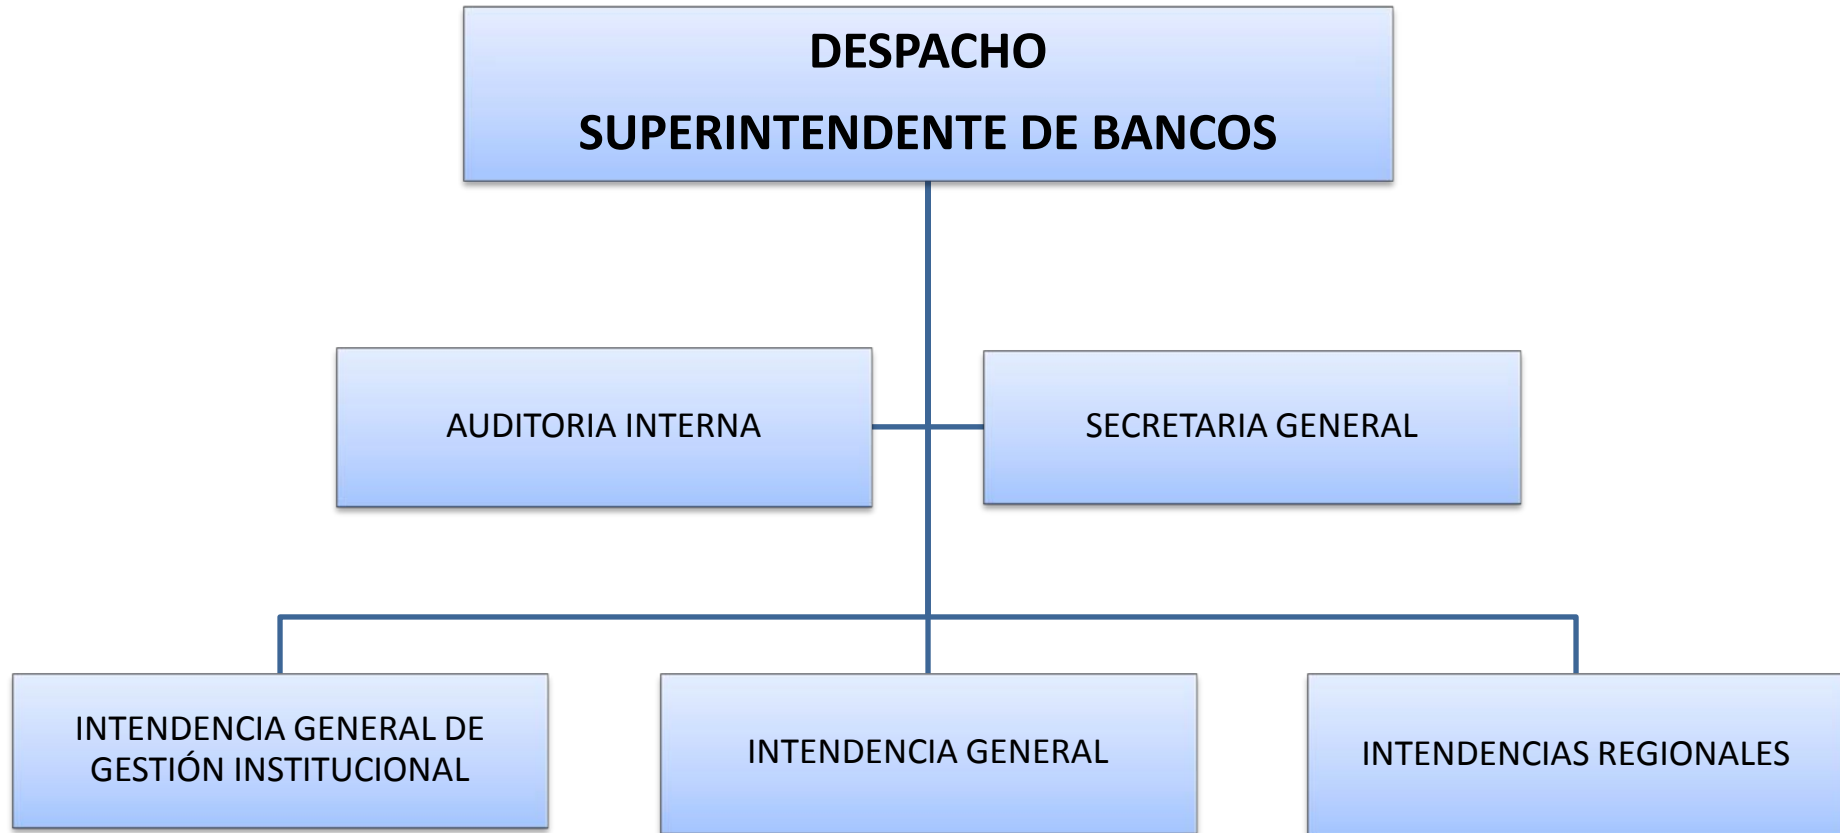 DESPACHO
SUPERINTENDENTE DE BANCOS
AUDITORIA INTERNA
SECRETARIA GENERAL
INTENDENCIA GENERAL DE
GESTIÓN INSTITUCIONAL
INTENDENCIA GENERAL
INTENDENCIAS REGIONALES